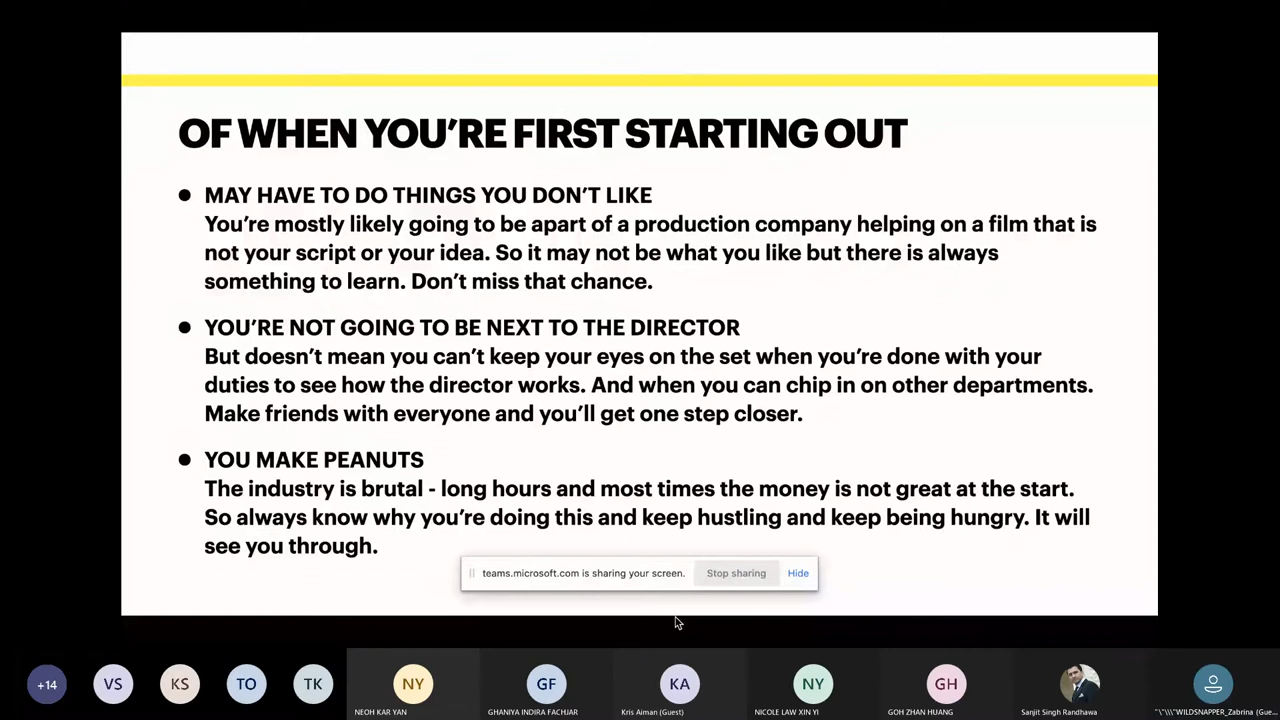 OF WHEN YOU'RE FIRST STARTING OUT
● MAY HAVE TO DO THINGS YOU DON'T LIKE
You're mostly likely going to be apart of a production company helping on a film that is
not your script or your idea. So it may not be what you like but there is always
something to learn. Don't miss that chance.
● YOU'RE NOT GOING TO BE NEXT TO THE DIRECTOR
But doesn't mean you can't keep your eyes on the set when you're done with your
duties to see how the director works. And when you can chip in on other departments.
Make friends with everyone and you'll get one step closer.
● YOU MAKE PEANUTS
The industry is brutal - long hours and most times the money is not great at the start.
So always know why you're doing this and keep hustling and keep being hungry. It will
see you through.
teams.microsoft.com is sharing your screen. Stop sharing Hide
+14 VS KS TO TK NY GF KA NY GH
NEOH KAR YAN GHANIYA INDIRA FACHJAR Kris Aiman (Guest) NICOLE LAW XIN YI GOH ZHAN HUANG Sanjit Singh Randhawa "\"\\\"WILDSNAPPER_Zabrina (Gue...